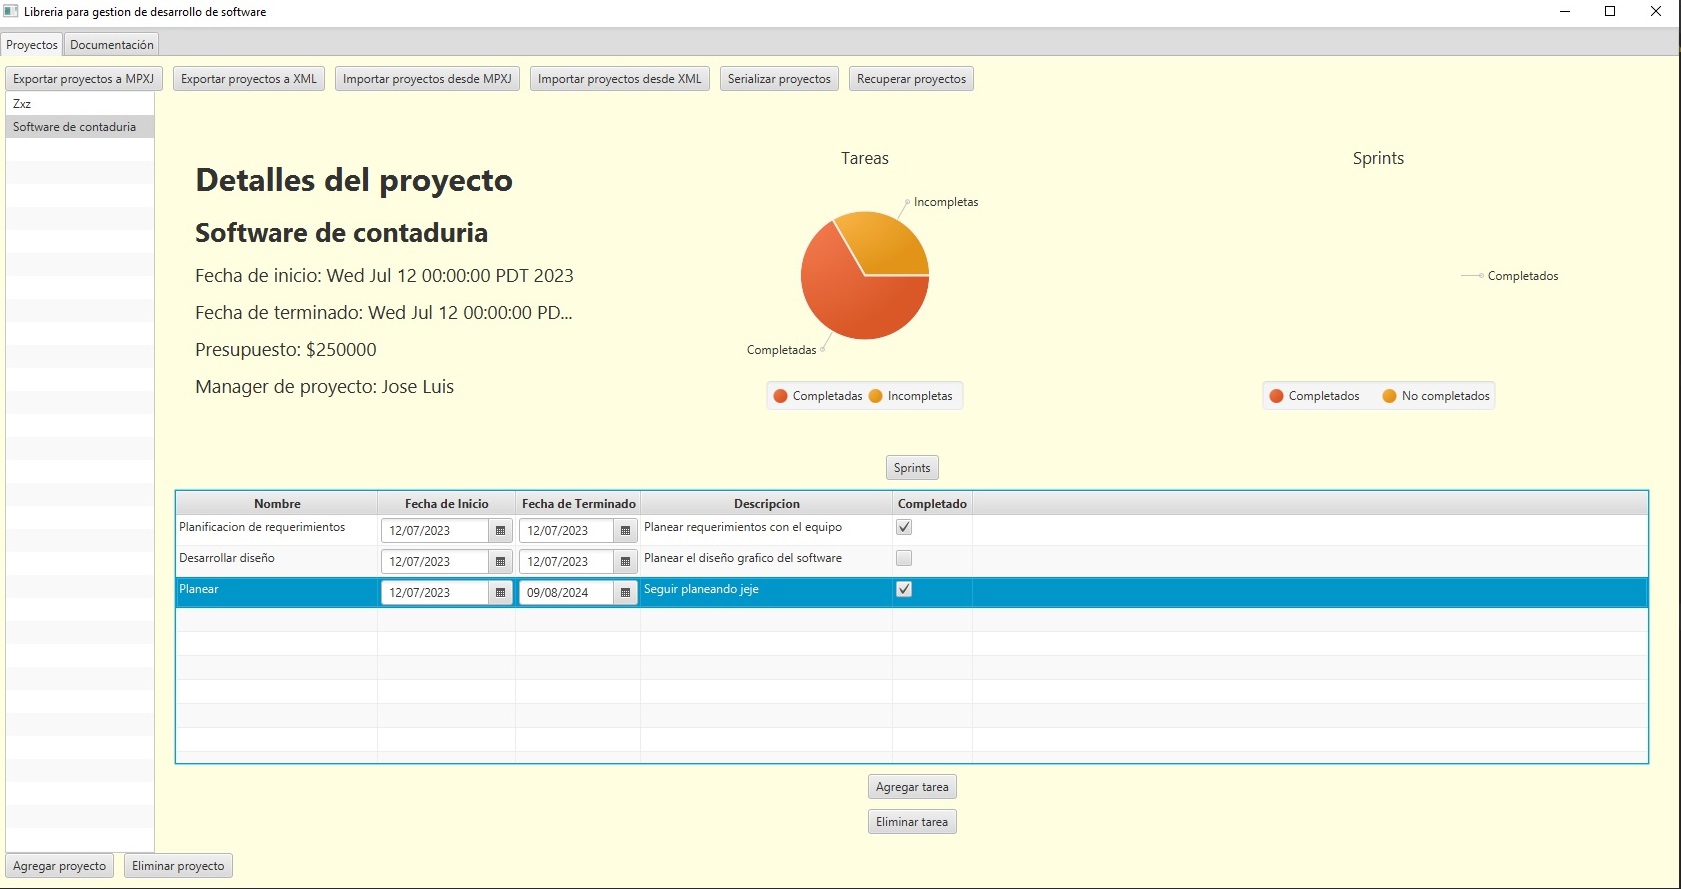 Libreria para gestion de desarrollo de software
Proyectos Documentación
Exportar proyectos a MPXJ Exportar proyectos a XML Importar proyectos desde MPXJ Importar proyectos desde XML Serializar proyectos Recuperar proyectos
Zxz
Software de contaduria
Detalles del proyecto
Software de contaduria
Fecha de inicio: Wed Jul 12 00:00:00 PDT 2023
Fecha de terminado: Wed Jul 12 00:00:00 PD...
Presupuesto: $250000
Manager de proyecto: Jose Luis
Tareas
Incompletas
Completadas
Completadas Incompletas
Sprints
Completados
Completados No completados
Sprints
Nombre Fecha de Inicio Fecha de Terminado Descripcion Completado
Planificacion de requerimientos 12/07/2023 12/07/2023 Planear requerimientos con el equipo
Desarrollar diseño 12/07/2023 12/07/2023 Planear el diseño grafico del software
Planear 12/07/2023 09/08/2024 Seguir planeando jeje
Agregar tarea
Eliminar tarea
Agregar proyecto Eliminar proyecto